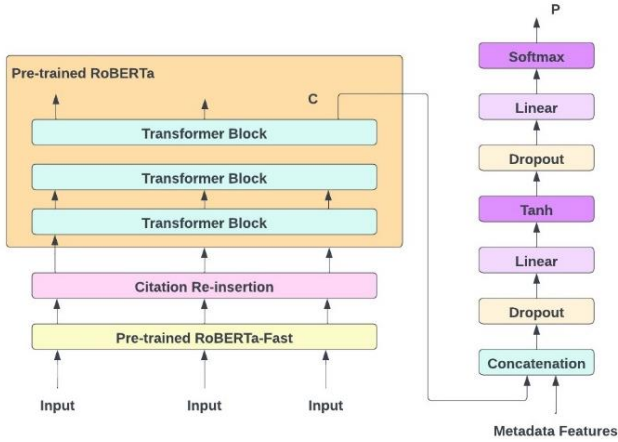 P
Softmax
Linear
Dropout
Tanh
Linear
Dropout
Concatenation
Metadata Features
Pre-trained RoBERTa
C
Transformer Block
Transformer Block
Transformer Block
Citation Re-insertion
Pre-trained RoBERTa-Fast
Input Input Input